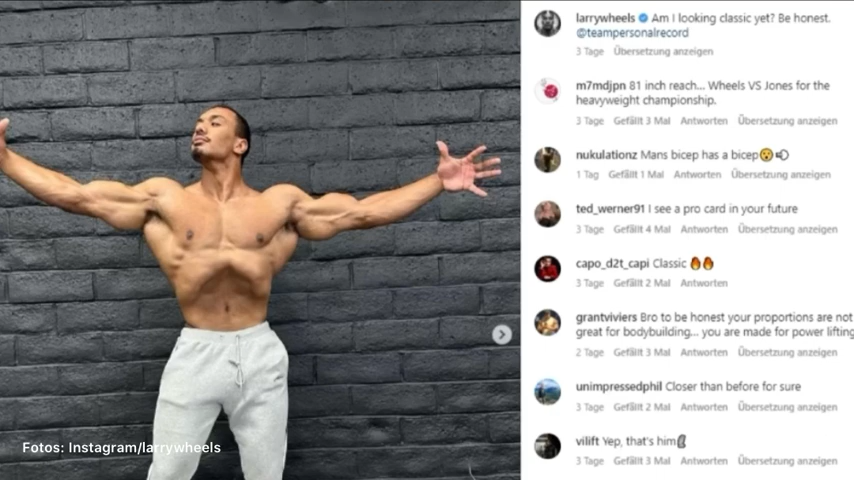 larrywheels Am I looking classic yet? Be honest.
@teampersonalrecord
3 Tage Übersetzung anzeigen
m7mdjpn 81 inch reach... Wheels VS Jones for the
heavyweight championship.
3 Tage Gefällt 3 Mal Antworten Übersetzung anzeigen
nukulationz Mans bicep has a bicep😯💨
1 Tag Gefällt 1 Mal Antworten Übersetzung anzeigen
ted_werner91 I see a pro card in your future
3 Tage Gefällt 4 Mal Antworten Übersetzung anzeigen
capo_d2t_capi Classic 🔥🔥
3 Tage Gefällt 2 Mal Antworten
grantviviers Bro to be honest your proportions are not
great for bodybuilding... you are made for power lifting
2 Tage Gefällt 3 Mal Antworten Übersetzung anzeigen
unimpressedphil Closer than before for sure
3 Tage Gefällt 2 Mal Antworten Übersetzung anzeigen
vilift Yep, that's him🗿
3 Tage Gefällt 3 Mal Antworten Übersetzung anzeigen
Fotos: Instagram/larrywheels